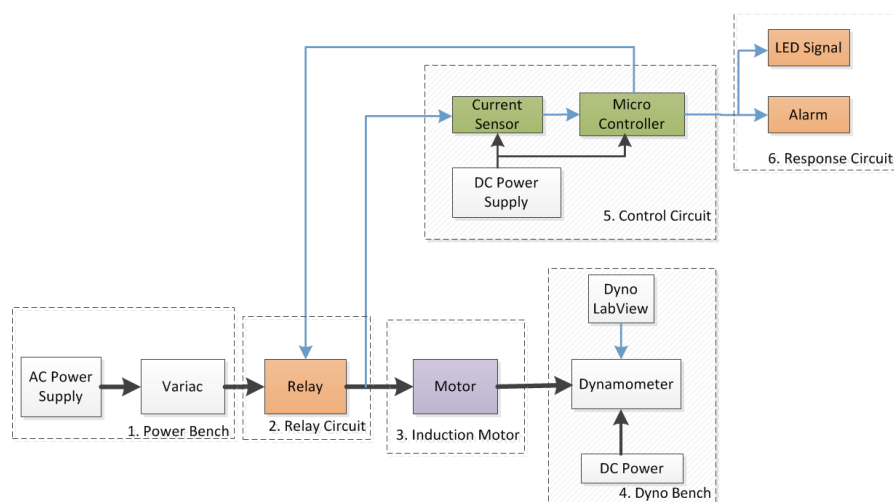 LED Signal
Current
Sensor
Micro
Controller
Alarm
6. Response Circuit
DC Power
Supply
5. Control Circuit
Dyno
LabView
AC Power
Supply
Variac
Relay
Motor
Dynamometer
1. Power Bench
2. Relay Circuit
3. Induction Motor
DC Power
4. Dyno Bench